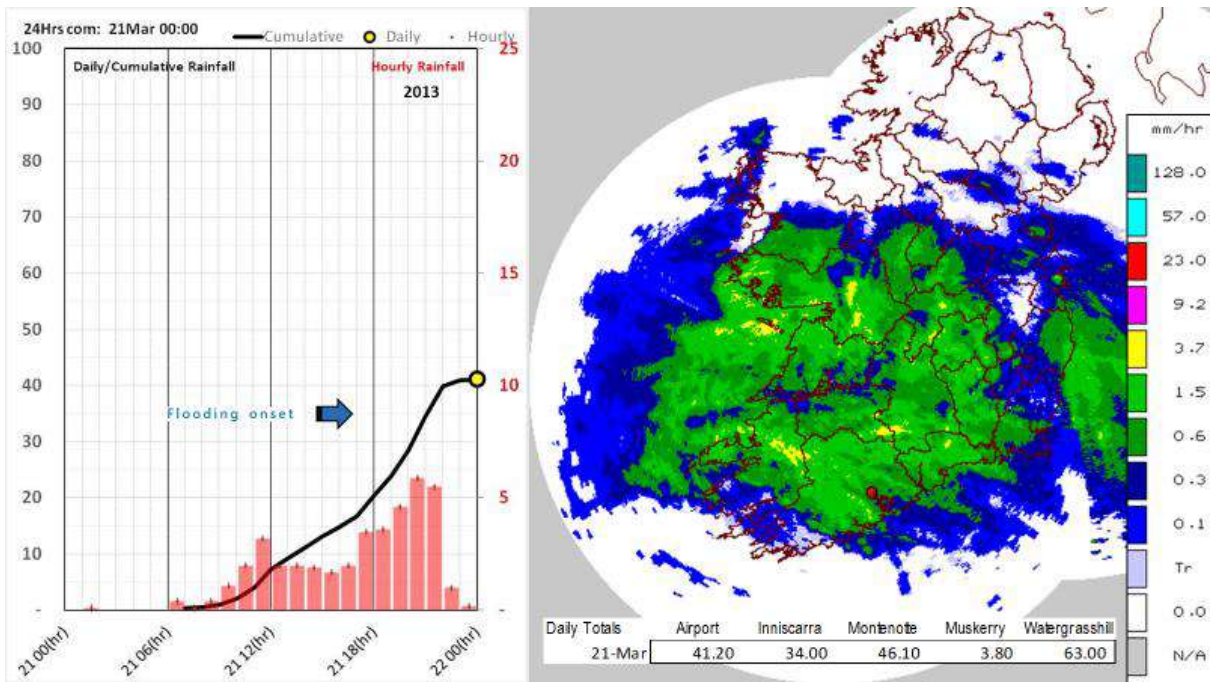 24Hrs com: 21Mar 00:00
Cumulative Daily Hourly
Daily/Cumulative Rainfall
Hourly Rainfall
2013
100
90
80
70
60
50
40
30
20
10
-
25
20
15
10
5
-
Flooding onset
21 00(hr)
21 06(hr)
21 12(hr)
21 18(hr)
22 00(hr)
mm/hr
128.0
57.0
23.0
9.2
3.7
1.5
0.6
0.3
0.1
Tr
0.0
N/A
Daily Totals Airport Inniscarra Montenotte Muskerry Watergrasshill
21-Mar 41.20 34.00 46.10 3.80 63.00